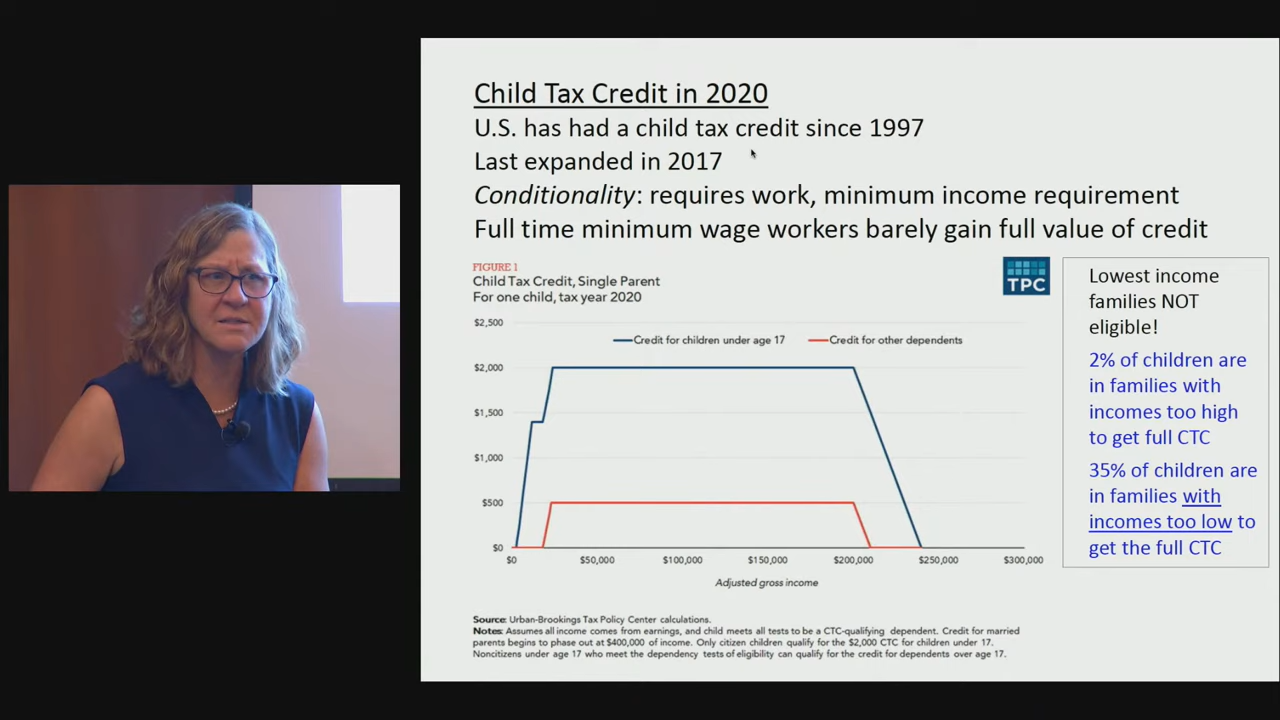 Child Tax Credit in 2020
U.S. has had a child tax credit since 1997
Last expanded in 2017
Conditionality: requires work, minimum income requirement
Full time minimum wage workers barely gain full value of credit
FIGURE 1
Child Tax Credit, Single Parent
For one child, tax year 2020
TPC
$2,500
Credit for children under age 17
Credit for other dependents
$2,000
$1,500
$1,000
$500
$0
$0 $50,000 $100,000 $150,000 $200,000 $250,000 $300,000
Adjusted gross income
Source: Urban-Brookings Tax Policy Center calculations.
Notes: Assumes all income comes from earnings, and child meets all tests to be a CTC-qualifying dependent. Credit for married
parents begins to phase out at $400,000 of income. Only citizen children qualify for the $2,000 CTC for children under 17.
Noncitizens under age 17 who meet the dependency tests of eligibility can qualify for the credit for dependents over age 17.
Lowest income
families NOT
eligible!
2% of children are
in families with
incomes too high
to get full CTC
35% of children are
in families with
incomes too low to
get the full CTC